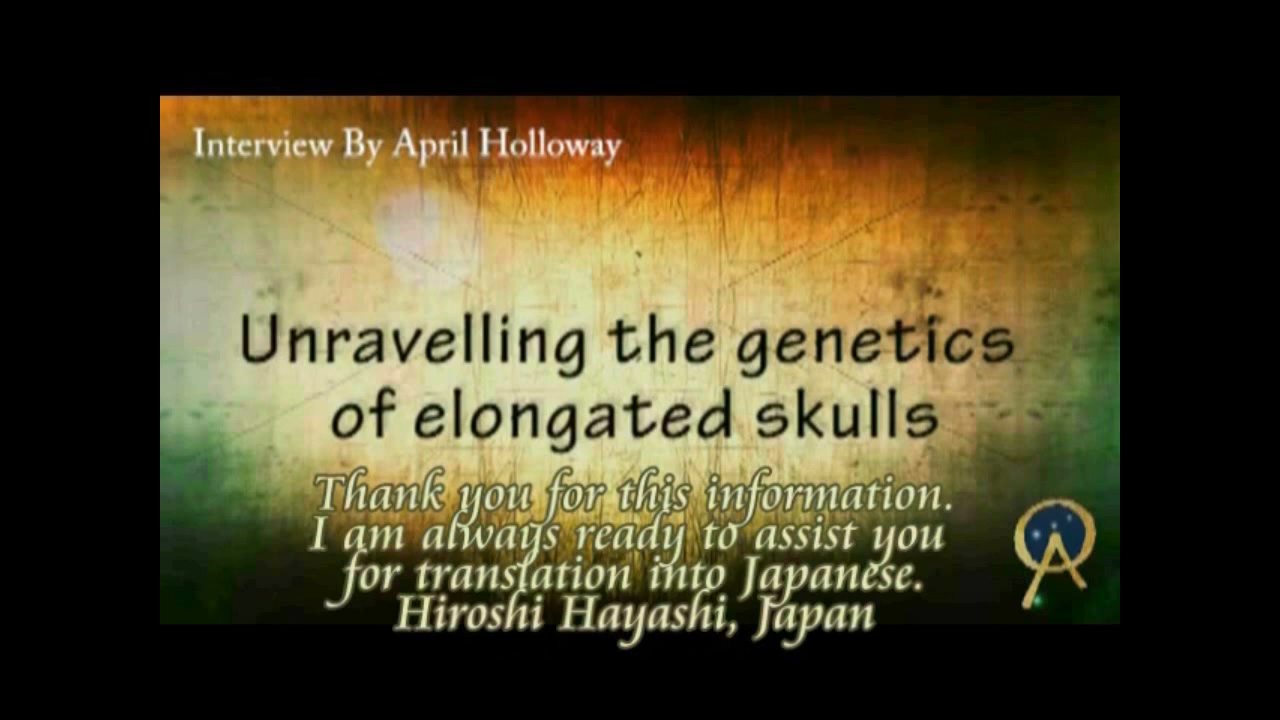 Interview By April Holloway
Unravelling the genetics
of elongated skulls
Thank you for this information.
I am always ready to assist you
for translation into Japanese.
Hiroshi Hayashi, Japan